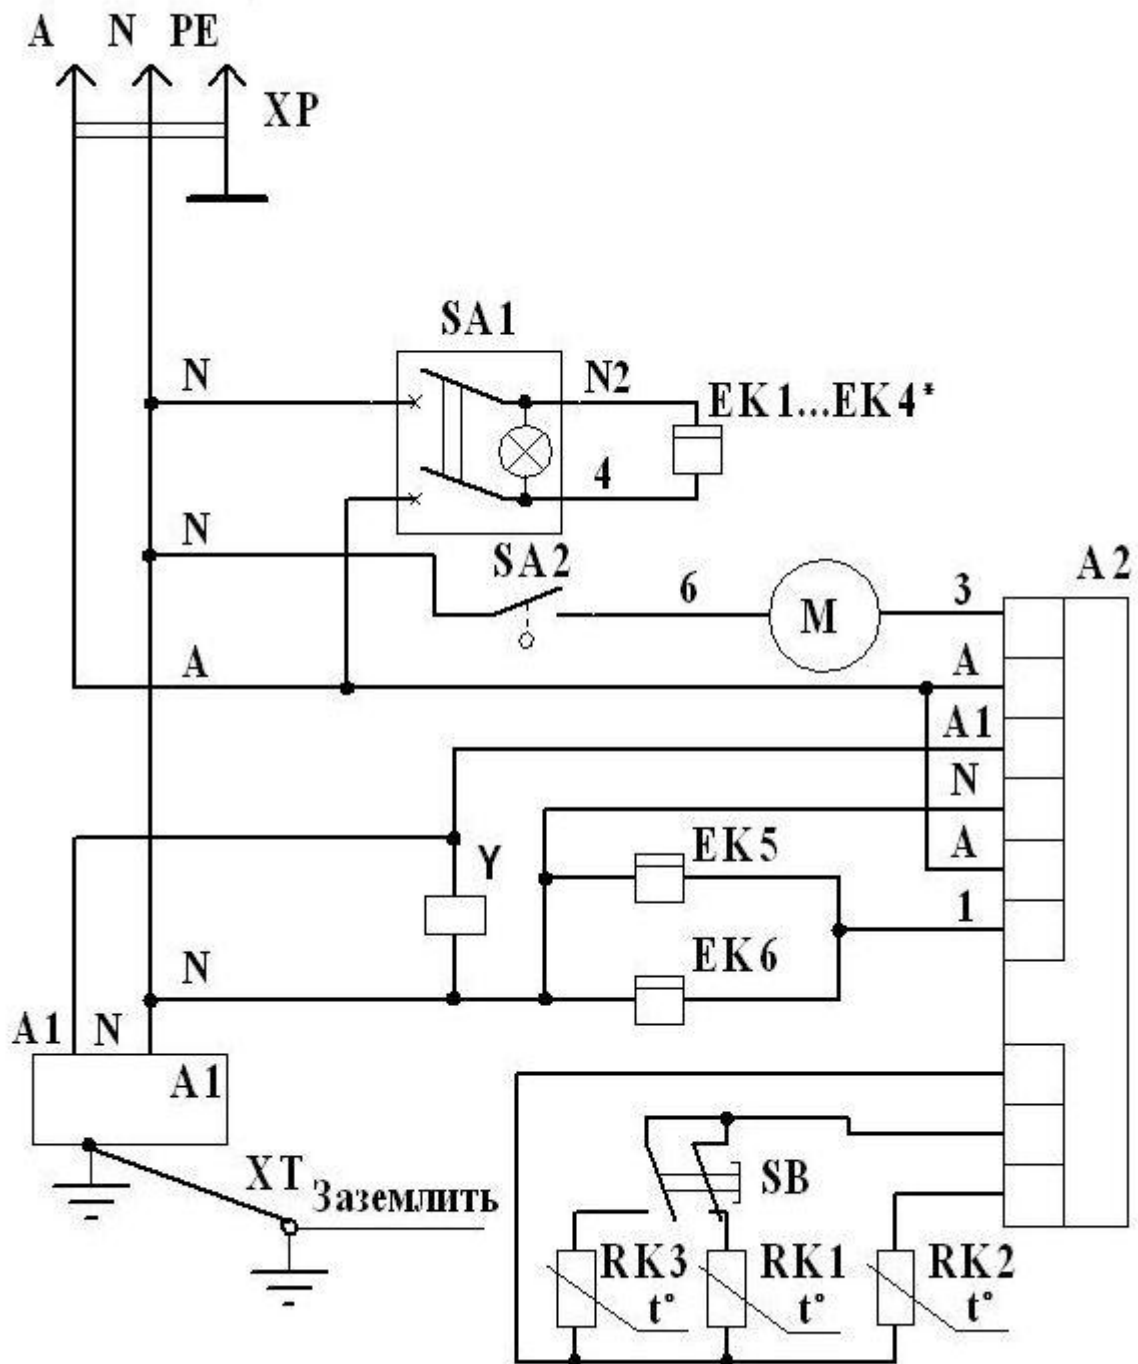 A N PE
XP
SA1
N N2 EK1...EK4*
4
N SA2 A2
6 M 3
A A
A1
N
EK5
Y A
EK6 1
N
A1 N
A1
XT Заземлить SB
RK3 RK1 RK2
t° t° t°